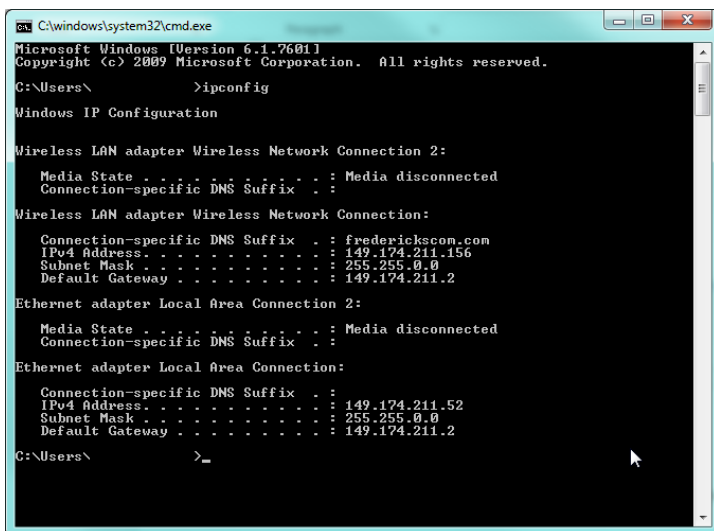 C:\windows\system32\cmd.exe
Microsoft Windows [Version 6.1.7601]
Copyright (c) 2009 Microsoft Corporation.  All rights reserved.
C:\Users\             >ipconfig
Windows IP Configuration
Wireless LAN adapter Wireless Network Connection 2:
   Media State . . . . . . . . . . . : Media disconnected
   Connection-specific DNS Suffix  . :
Wireless LAN adapter Wireless Network Connection:
   Connection-specific DNS Suffix  . : frederickscom.com
   IPv4 Address. . . . . . . . . . . : 149.174.211.156
   Subnet Mask . . . . . . . . . . . : 255.255.0.0
   Default Gateway . . . . . . . . . : 149.174.211.2
Ethernet adapter Local Area Connection 2:
   Media State . . . . . . . . . . . : Media disconnected
   Connection-specific DNS Suffix  . :
Ethernet adapter Local Area Connection:
   Connection-specific DNS Suffix  . :
   IPv4 Address. . . . . . . . . . . : 149.174.211.52
   Subnet Mask . . . . . . . . . . . : 255.255.0.0
   Default Gateway . . . . . . . . . : 149.174.211.2
C:\Users\             >_